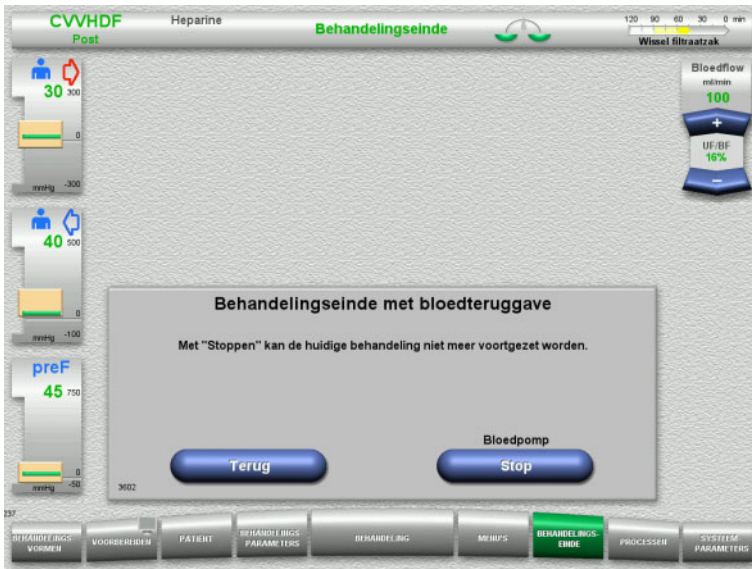 CVVHDF
Post
Heparine
Behandelingseinde
120 90 60 30 0 min
Wissel filtraatzak
30 300
0
mmHg -300
40 500
0
mmHg -100
preF
45 750
0
mmHg -50
Bloedflow
ml/min
100
+
UF/BF
16%
−
Behandelingseinde met bloedteruggave
Met "Stoppen" kan de huidige behandeling niet meer voortgezet worden.
Bloedpomp
Terug
Stop
3602
237
BEHANDELINGS
VORMEN
VOORBEREIDEN
PATIENT
BEHANDELINGS
PARAMETERS
BEHANDELING
MENU'S
BEHANDELINGS-
EINDE
PROCESSEN
SYSTEEM
PARAMETERS